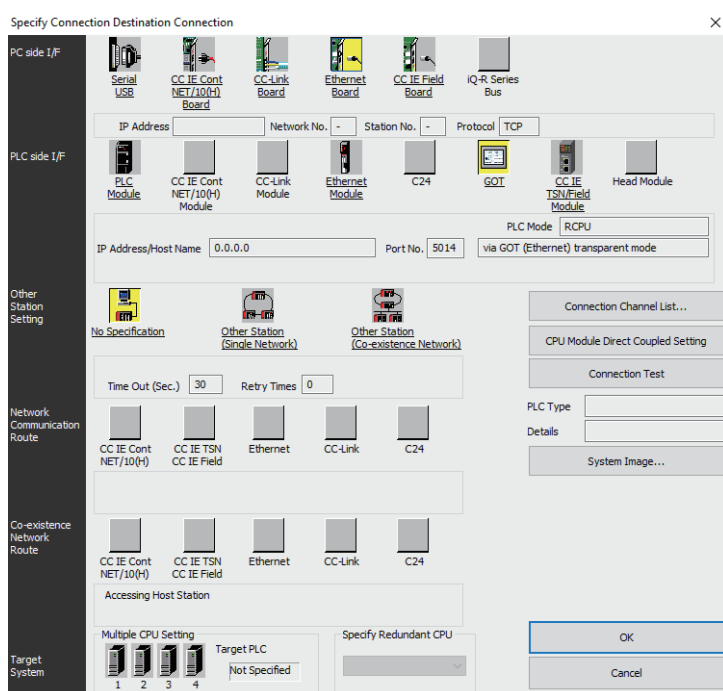 Specify Connection Destination Connection
PC side I/F
Serial
USB
CC IE Cont
NET/10(H)
Board
CC-Link
Board
Ethernet
Board
CC IE Field
Board
iQ-R Series
Bus
IP Address
Network No. -
Station No. -
Protocol TCP
PLC side I/F
PLC
Module
CC IE Cont
NET/10(H)
Module
CC-Link
Module
Ethernet
Module
C24
GOT
CC IE
TSN/Field
Module
Head Module
PLC Mode RCPU
IP Address/Host Name 0.0.0.0
Port No. 5014
via GOT (Ethernet) transparent mode
Other
Station
Setting
No Specification
Other Station
(Single Network)
Other Station
(Co-existence Network)
Connection Channel List...
CPU Module Direct Coupled Setting
Time Out (Sec.) 30
Retry Times 0
Connection Test
PLC Type
Details
System Image...
Network
Communication
Route
CC IE Cont
NET/10(H)
CC IE TSN
CC IE Field
Ethernet
CC-Link
C24
Co-existence
Network
Route
CC IE Cont
NET/10(H)
CC IE TSN
CC IE Field
Ethernet
CC-Link
C24
Accessing Host Station
Target
System
Multiple CPU Setting
1 2 3 4
Target PLC
Not Specified
Specify Redundant CPU
OK
Cancel